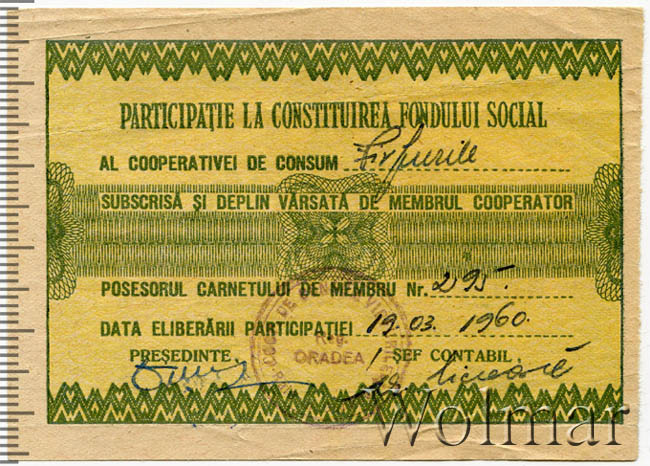 PARTICIPAȚIE LA CONSTITUIREA FONDULUI SOCIAL
AL COOPERATIVEI DE CONSUM
SUBSCRISĂ ȘI DEPLIN VĂRSATĂ DE MEMBRUL COOPERATOR
POSESORUL CARNETULUI DE MEMBRU Nr. 295.
DATA ELIBERĂRII PARTICIPAȚIEI 19.03. 1960.
PREȘEDINTE, ȘEF CONTABIL,
ORADEA
Wolmar